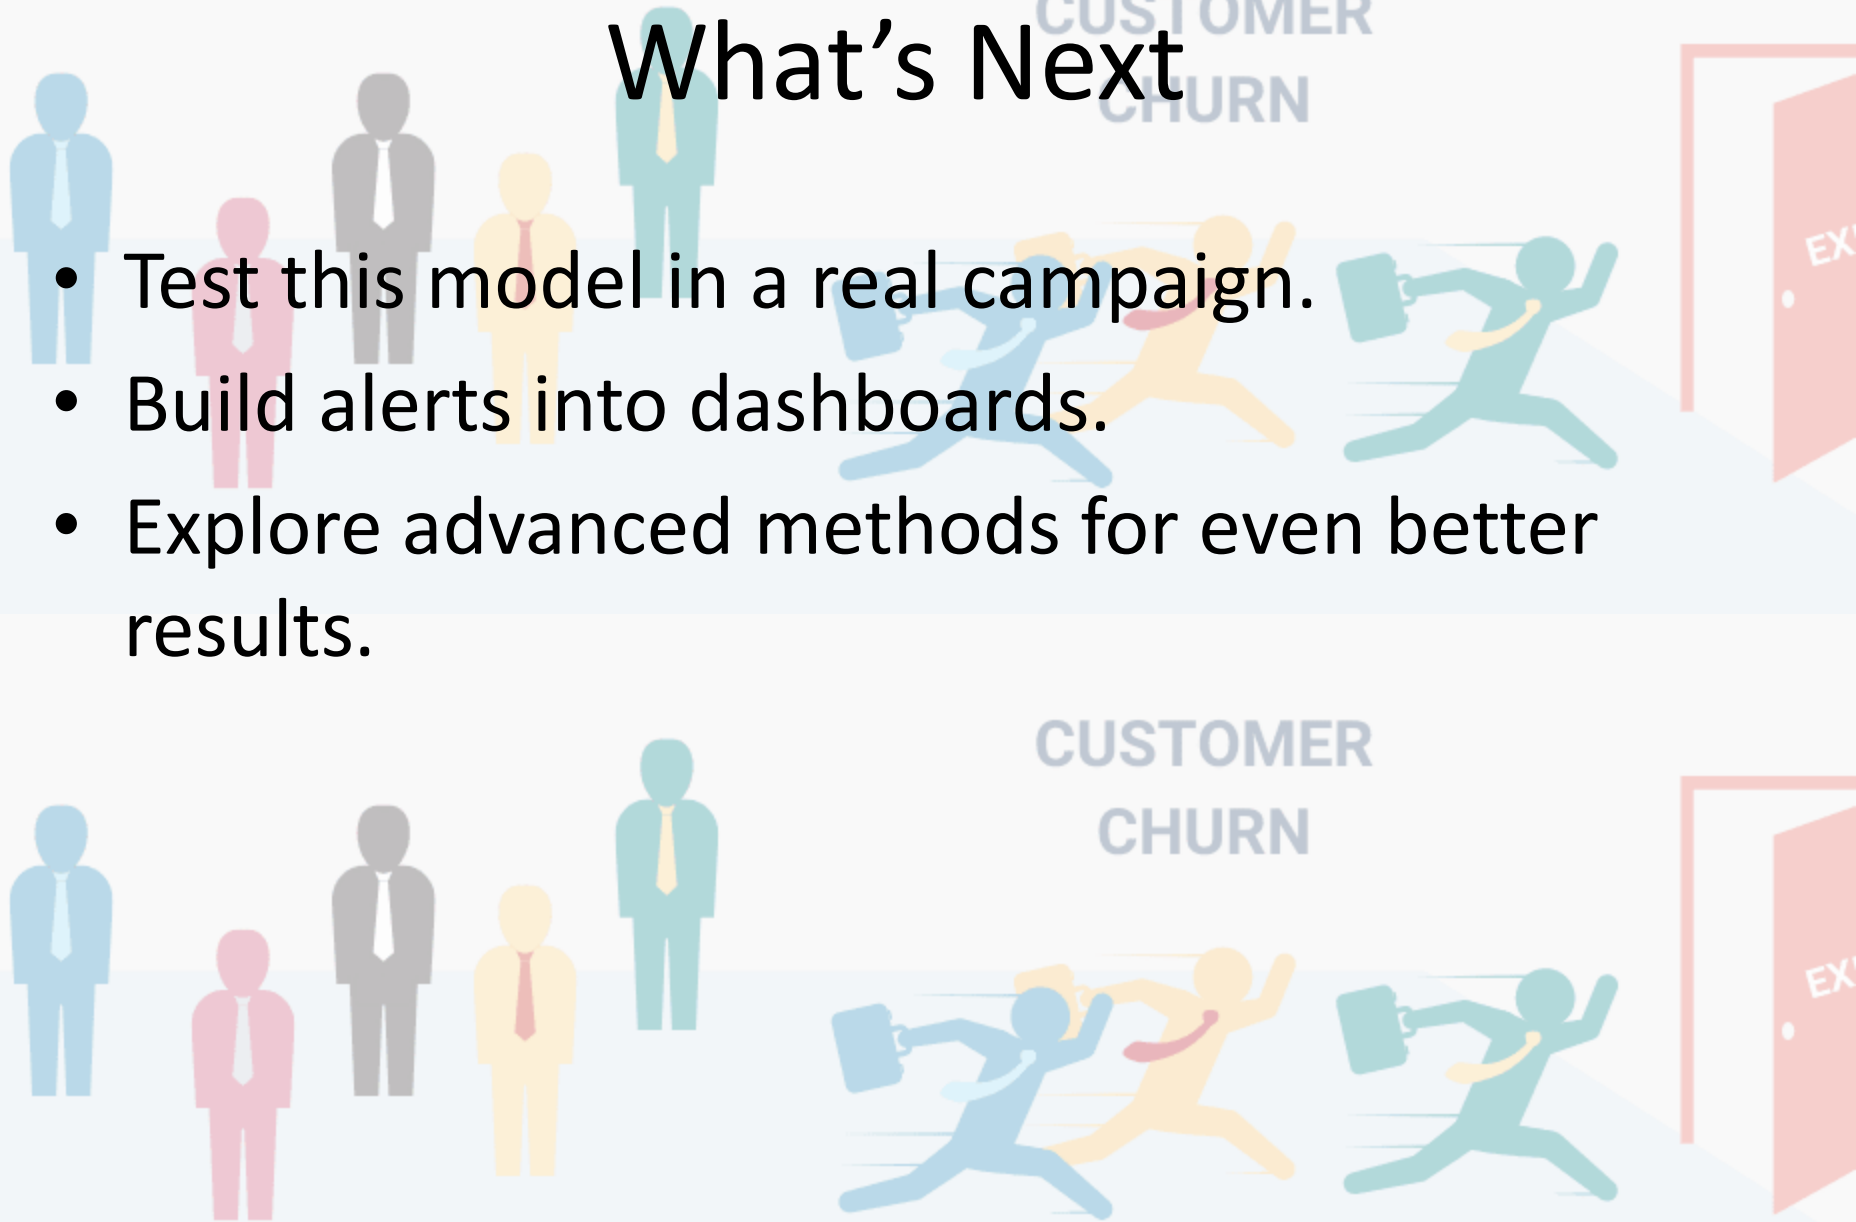 CUSTOMER
What’s Next
CHURN
• Test this model in a real campaign.
• Build alerts into dashboards.
• Explore advanced methods for even better
results.
CUSTOMER
CHURN